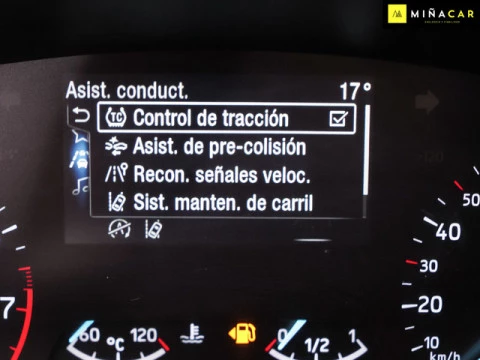 MIÑACAR
Asist. conduct. 17°
TC Control de tracción
Asist. de pre-colisión
Recon. señales veloc.
Sist. manten. de carril
A
50
40
30
20
10
km/h
7
60 °C 120
0 1/2 1